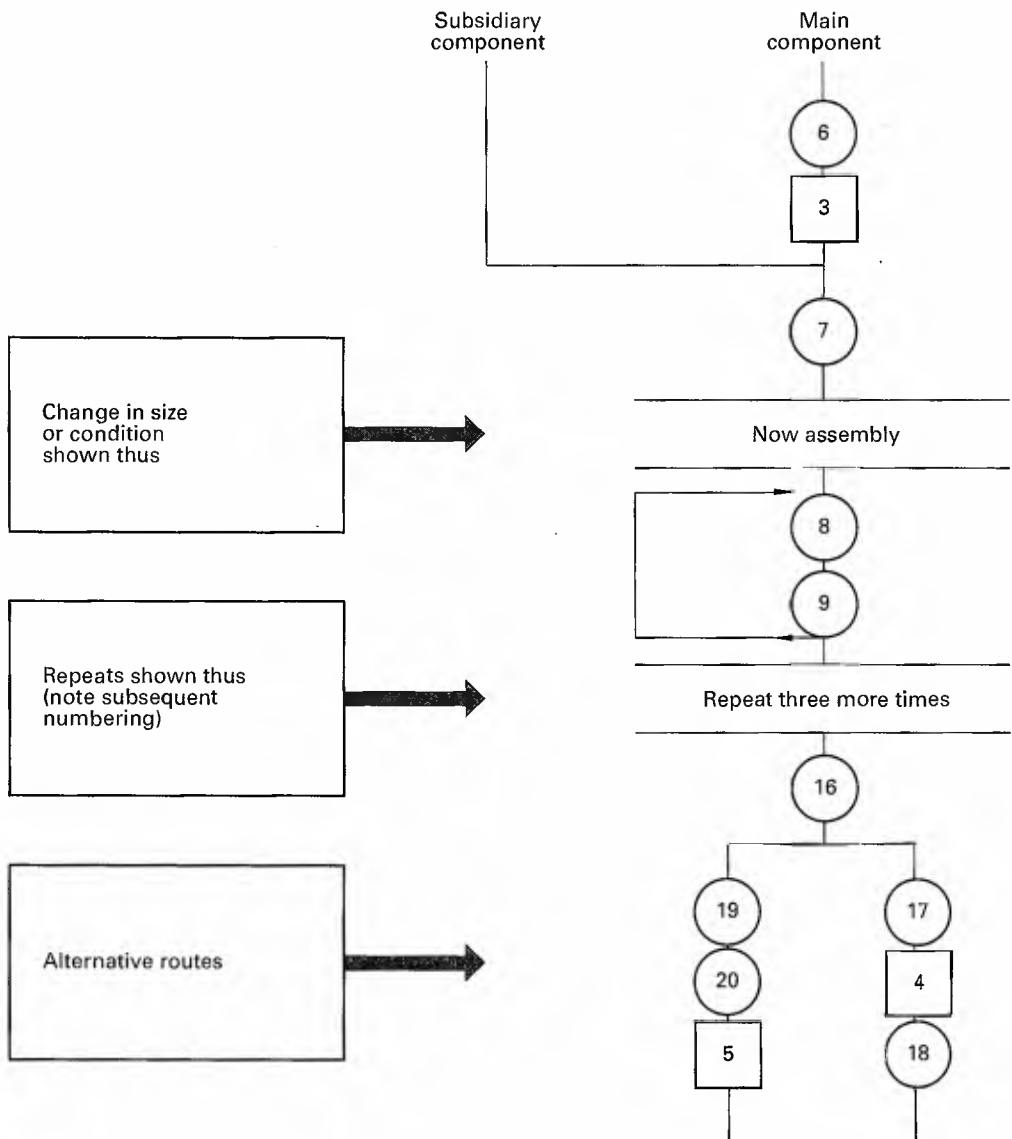 Subsidiary
component
Main
component
6
3
7
Change in size
or condition
shown thus
Now assembly
8
9
Repeats shown thus
(note subsequent
numbering)
Repeat three more times
16
Alternative routes
19
17
20
4
5
18